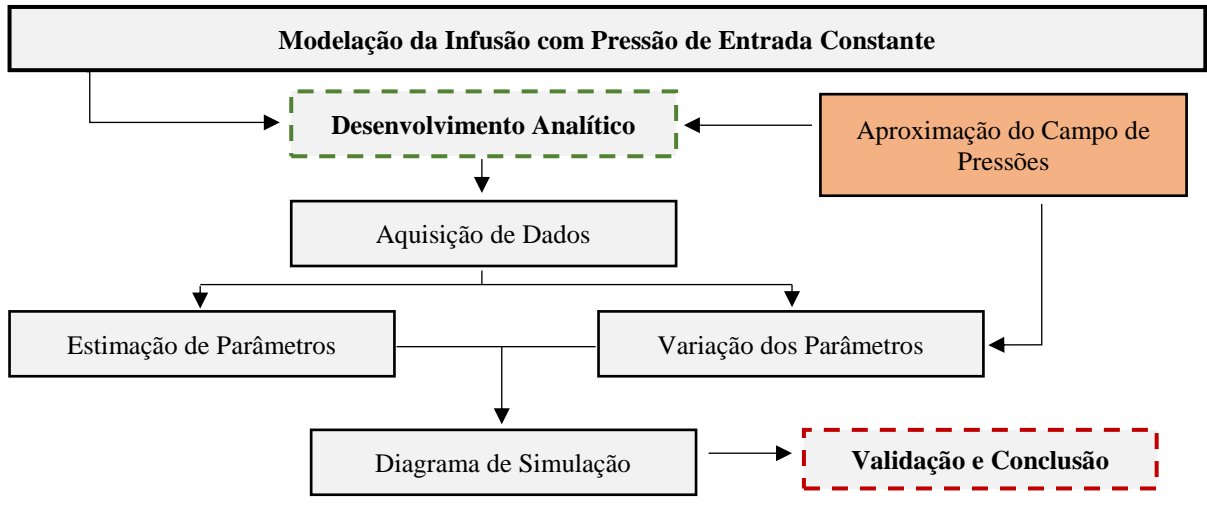 Modelação da Infusão com Pressão de Entrada Constante
Desenvolvimento Analítico
Aproximação do Campo de
Pressões
Aquisição de Dados
Estimação de Parâmetros
Variação dos Parâmetros
Diagrama de Simulação
Validação e Conclusão